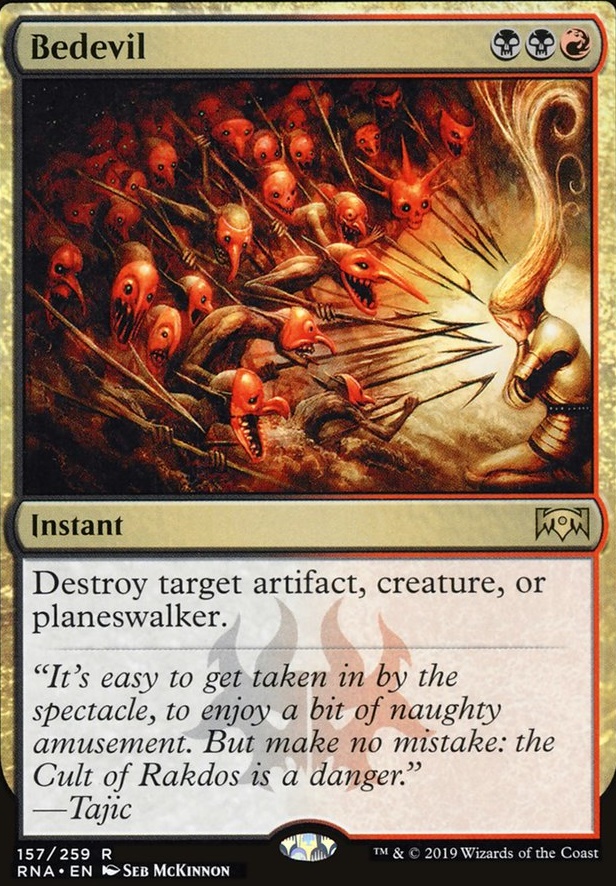 Bedevil
Instant
Destroy target artifact, creature, or
planeswalker.
“It’s easy to get taken in by the
spectacle, to enjoy a bit of naughty
amusement. But make no mistake: the
Cult of Rakdos is a danger.”
—Tajic
157/259 R
RNA • EN Seb McKinnon
™ & © 2019 Wizards of the Coast